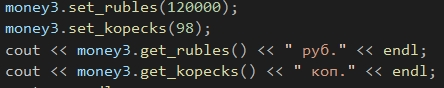 money3.set_rubles(120000);
money3.set_kopecks(98);
cout << money3.get_rubles() << " руб." << endl;
cout << money3.get_kopecks() << " коп." << endl;